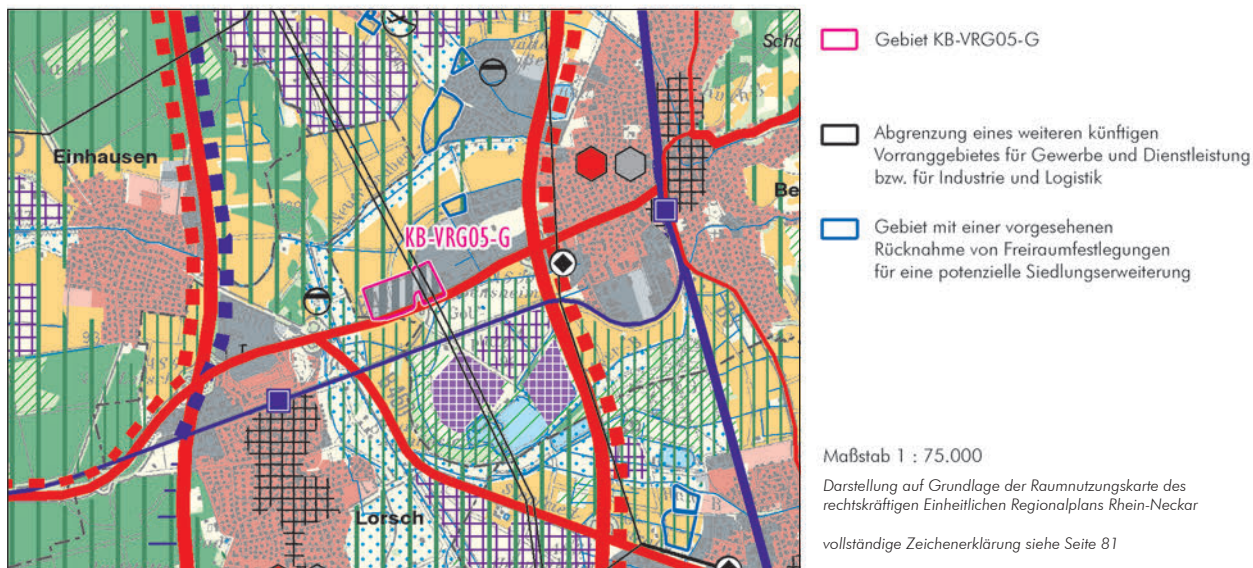 Einhausen
KB-VRG05-G
Lorsch
Be
Schö
Gebiet KB-VRG05-G
Abgrenzung eines weiteren künftigen
Vorranggebietes für Gewerbe und Dienstleistung
bzw. für Industrie und Logistik
Gebiet mit einer vorgesehenen
Rücknahme von Freiraumfestlegungen
für eine potenzielle Siedlungserweiterung
Maßstab 1 : 75.000
Darstellung auf Grundlage der Raumnutzungskarte des
rechtskräftigen Einheitlichen Regionalplans Rhein-Neckar
vollständige Zeichenerklärung siehe Seite 81